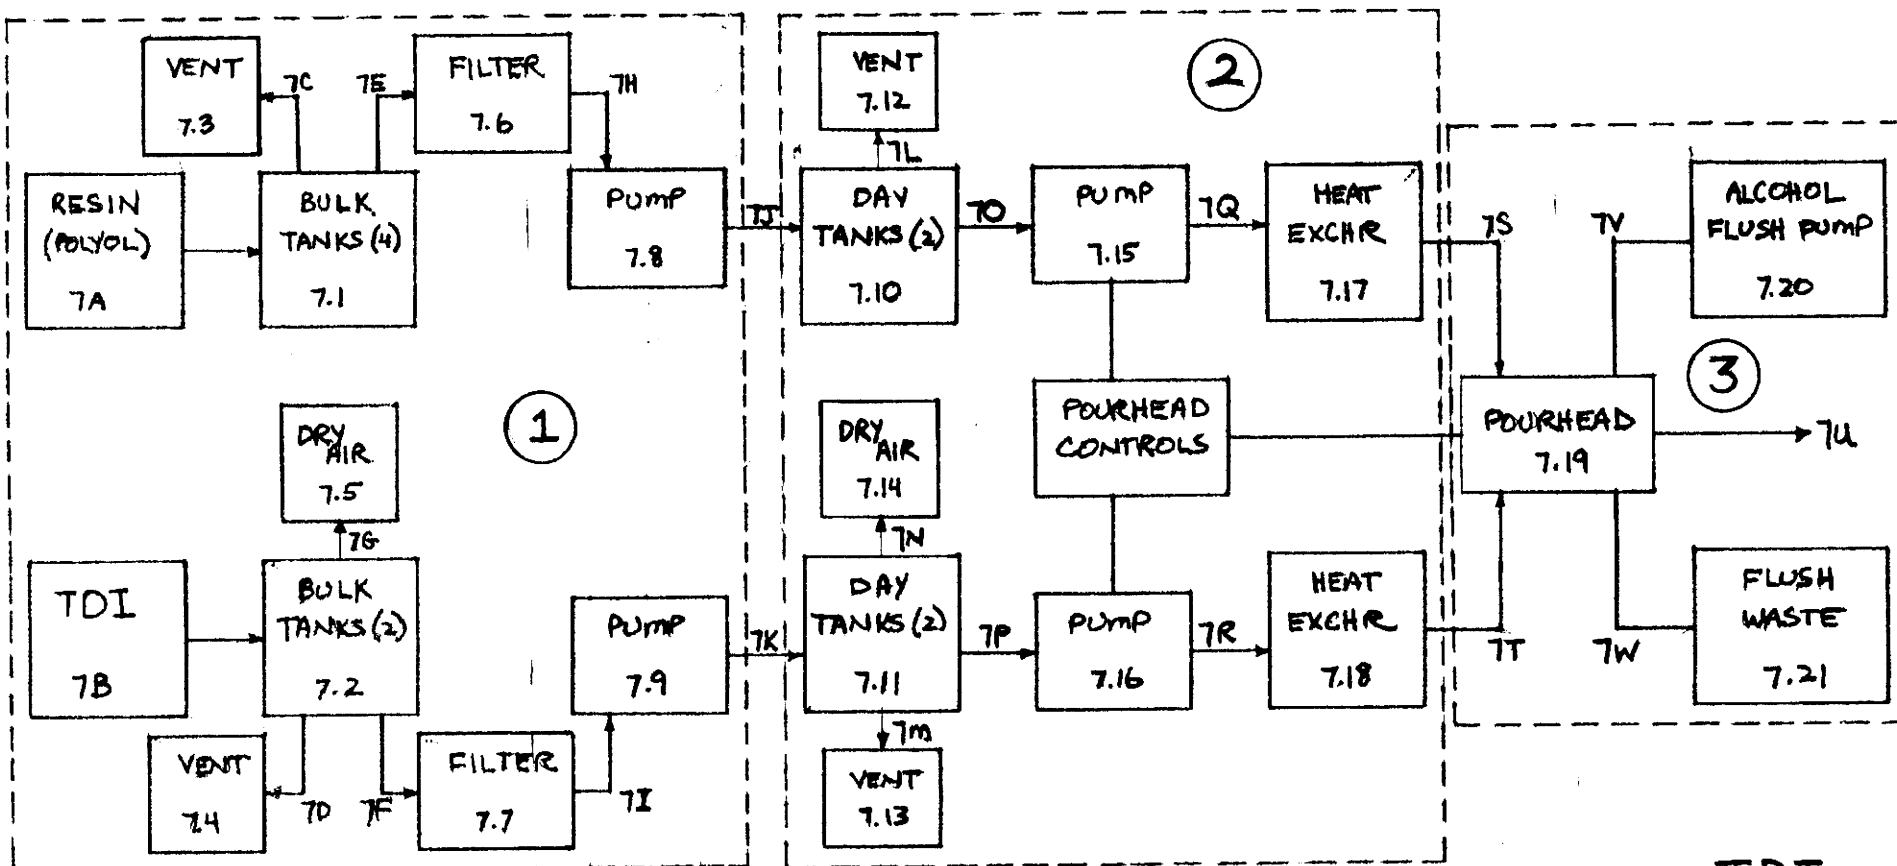 VENT
7.3
7C
7E
FILTER
7.6
7H
RESIN
(POLYOL)
7A
BULK
TANKS (4)
7.1
PUMP
7.8
7J
DRY
AIR
7.5
7G
1
TDI
7B
BULK
TANKS (2)
7.2
PUMP
7.9
7K
VENT
7.4
7D
7F
FILTER
7.7
7I
VENT
7.12
7L
2
DAY
TANKS (2)
7.10
7O
PUMP
7.15
7Q
HEAT
EXCHR
7.17
DRY
AIR
7.14
7N
POURHEAD
CONTROLS
DAY
TANKS (2)
7.11
7P
PUMP
7.16
7R
HEAT
EXCHR
7.18
7M
VENT
7.13
7S
7V
ALCOHOL
FLUSH PUMP
7.20
POURHEAD
7.19
3
7U
7T
7W
FLUSH
WASTE
7.21